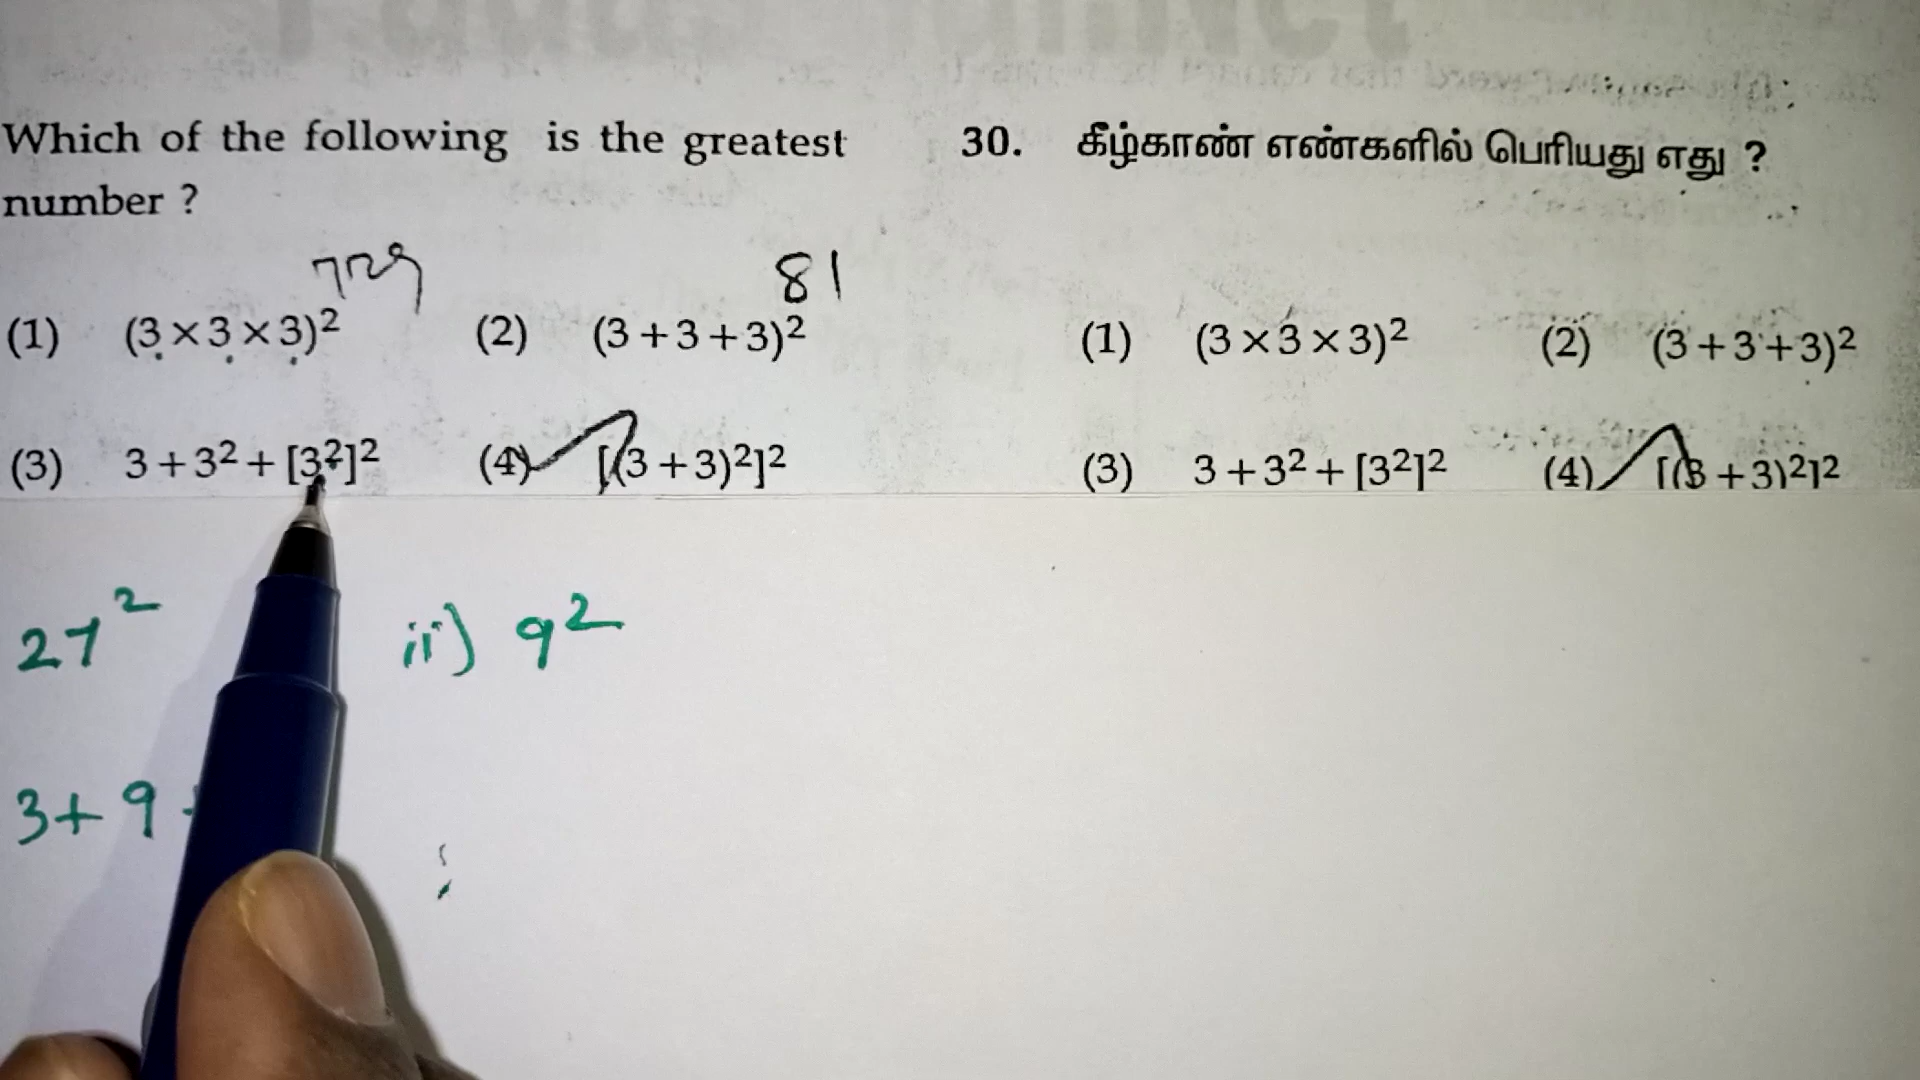 Which of the following is the greatest
number ?
729
81
(1) (3 × 3 × 3)² (2) (3 + 3 + 3)²
(3) 3 + 3² + [3²]² (4) [(3 + 3)²]²
30. கீழ்காண் எண்களில் பெரியது எது ?
(1) (3 × 3 × 3)² (2) (3 + 3 + 3)²
(3) 3 + 3² + [3²]² (4) [(3 + 3)²]²
27² ii) 9²
3 + 9 +